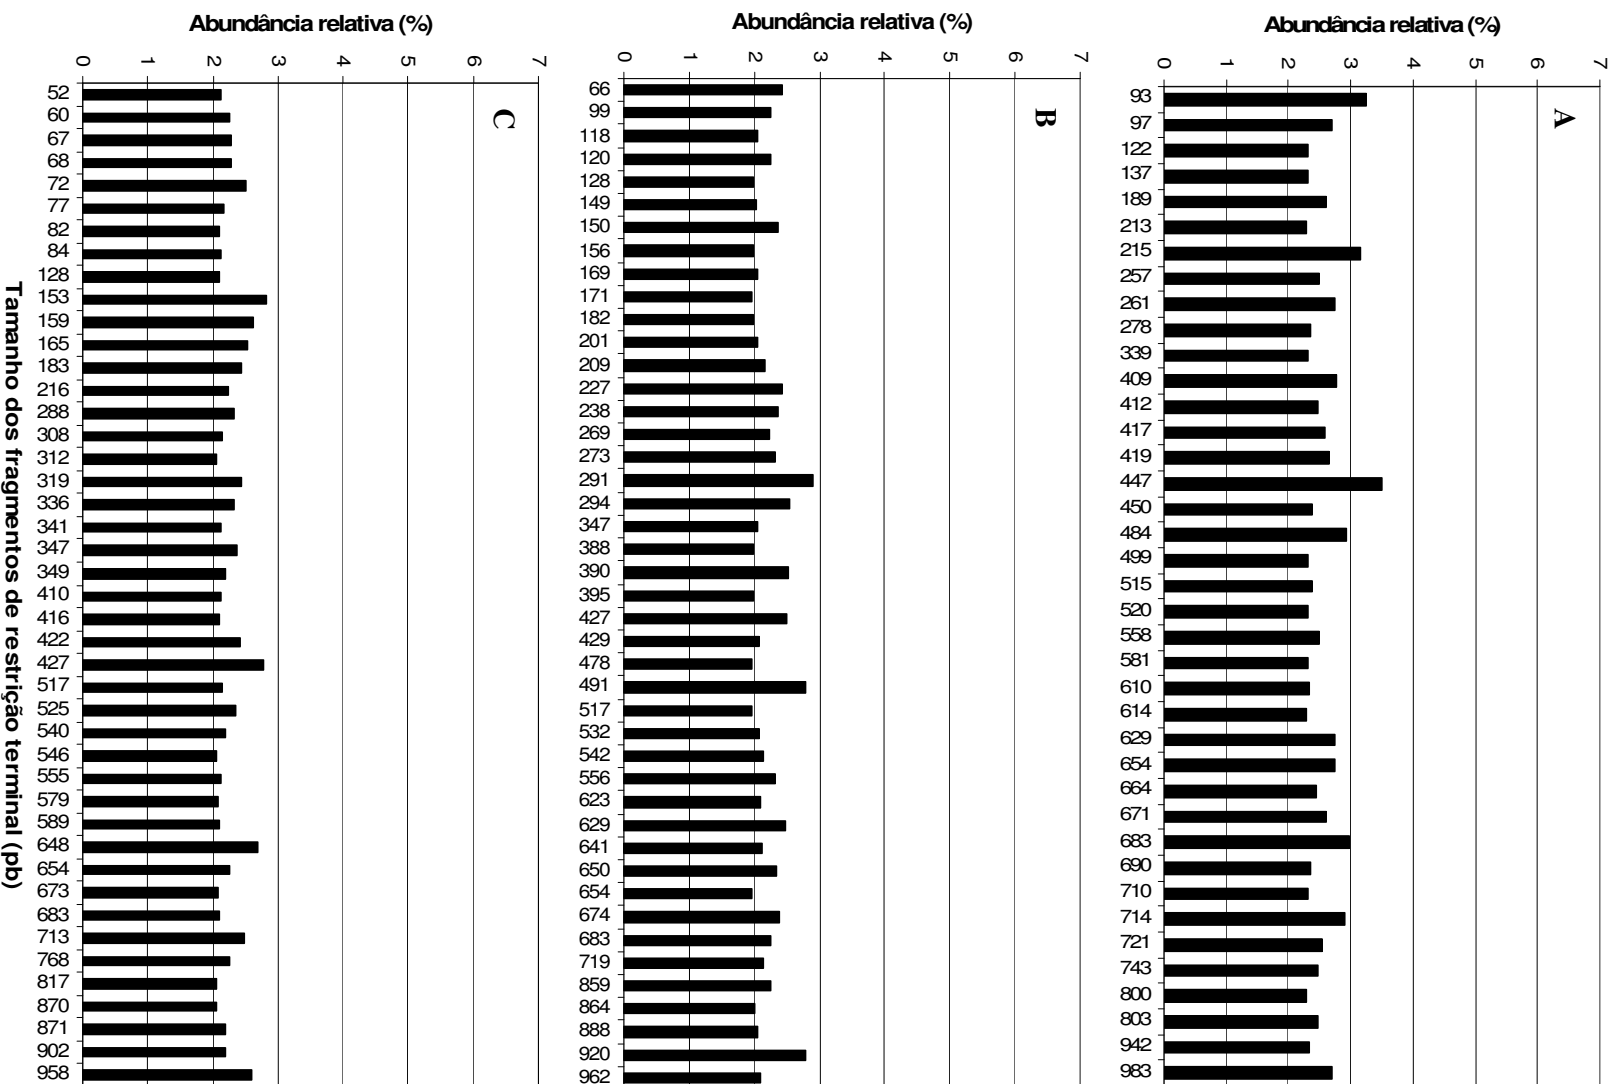 A
Abundância relativa (%)
0 1 2 3 4 5 6 7
93 97 122 137 189 213 215 257 261 278 339 409 412 417 419 447 450 484 499 515 520 558 581 610 614 629 654 664 671 683 690 710 714 721 743 800 803 942 983
B
Abundância relativa (%)
0 1 2 3 4 5 6 7
66 99 118 120 128 149 150 156 169 171 182 201 209 227 238 269 273 291 294 347 388 390 395 427 429 478 491 517 532 542 556 623 629 641 650 654 674 683 719 859 864 888 920 962
C
Abundância relativa (%)
0 1 2 3 4 5 6 7
52 60 67 68 72 77 82 84 128 153 159 165 183 216 288 308 312 319 336 341 347 349 410 416 422 427 517 525 540 546 555 579 589 648 654 673 683 713 768 817 870 871 902 958
Tamanho dos fragmentos de restrição terminal (pb)